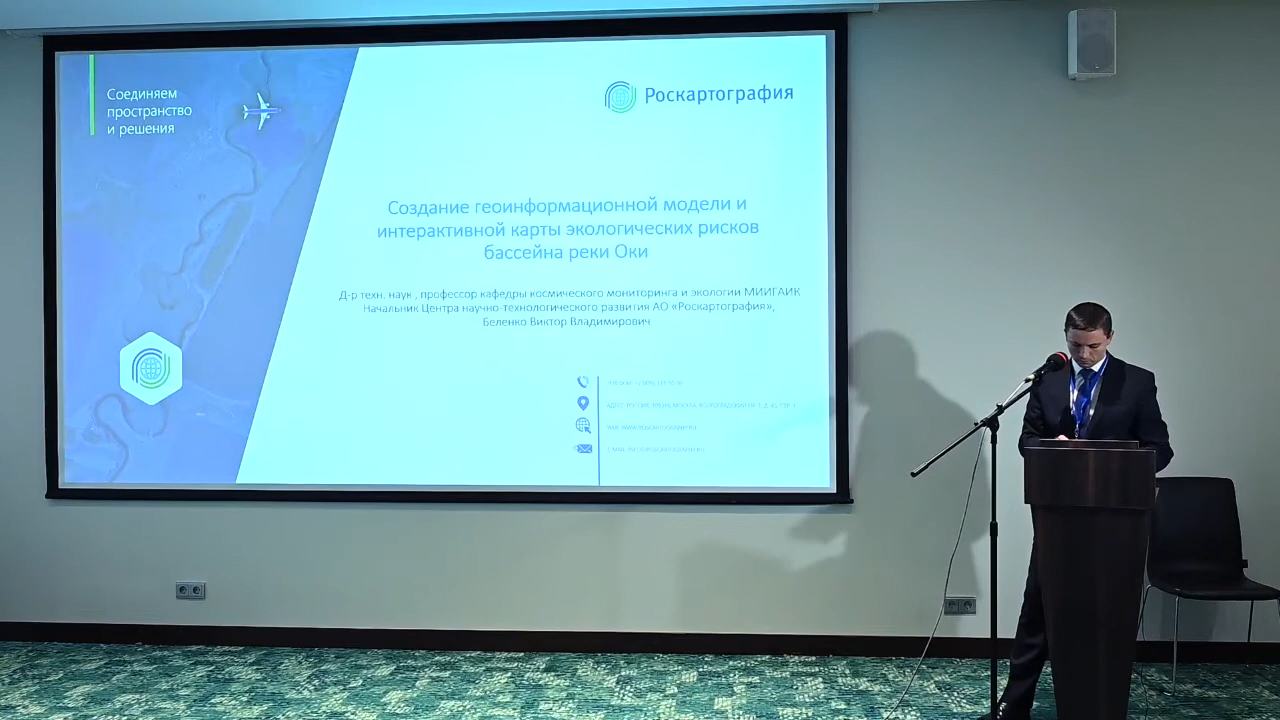 Соединяем
пространство
и решения
Роскартография
Создание геоинформационной модели и
интерактивной карты экологических рисков
бассейна реки Оки
Д-р техн. наук , профессор кафедры космического мониторинга и экологии МИИГАИК
Начальник Центра научно-технологического развития АО «Роскартография»,
Беленко Виктор Владимирович